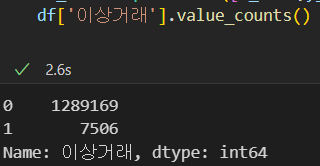 df['이상거래'].value_counts()
✓ 2.6s
0    1289169
1       7506
Name: 이상거래, dtype: int64